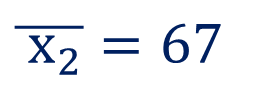 x̄₂ = 67